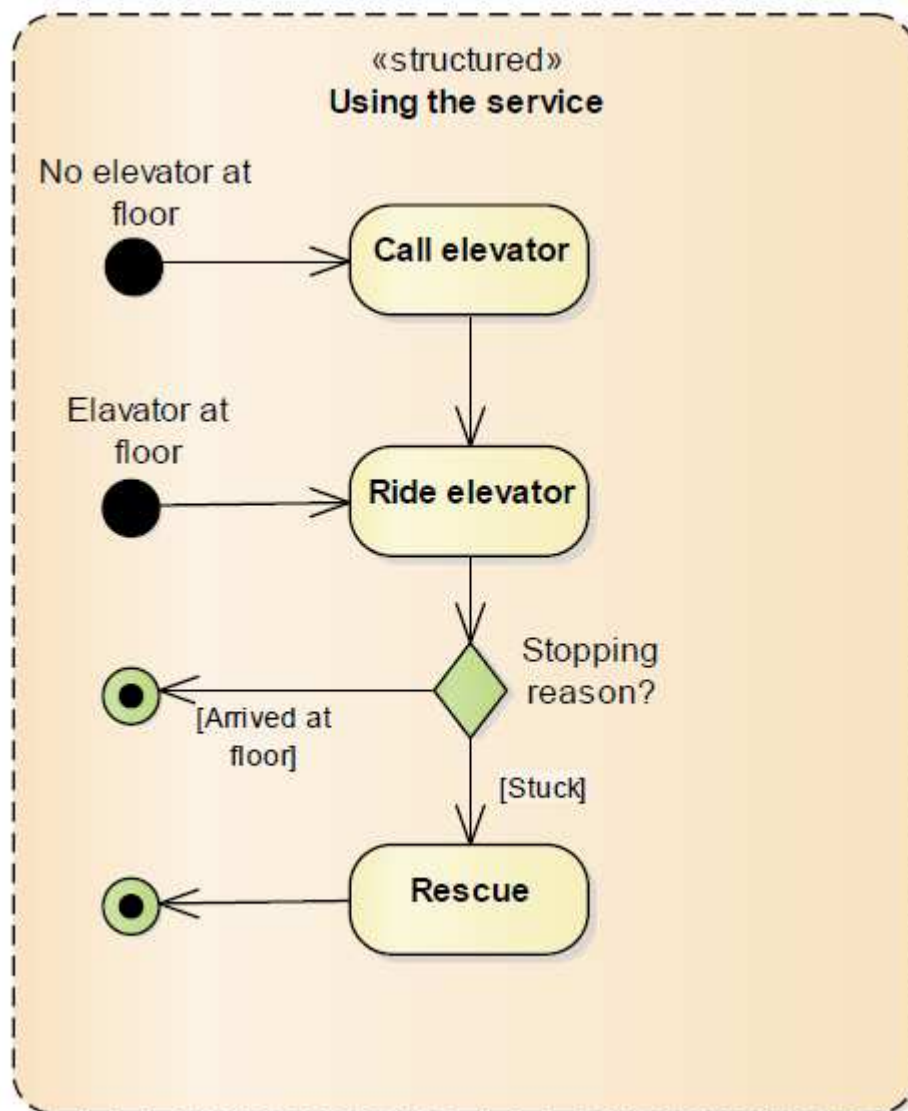 «structured»
Using the service
No elevator at
floor
Call elevator
Elavator at
floor
Ride elevator
Stopping
reason?
[Arrived at
floor]
[Stuck]
Rescue